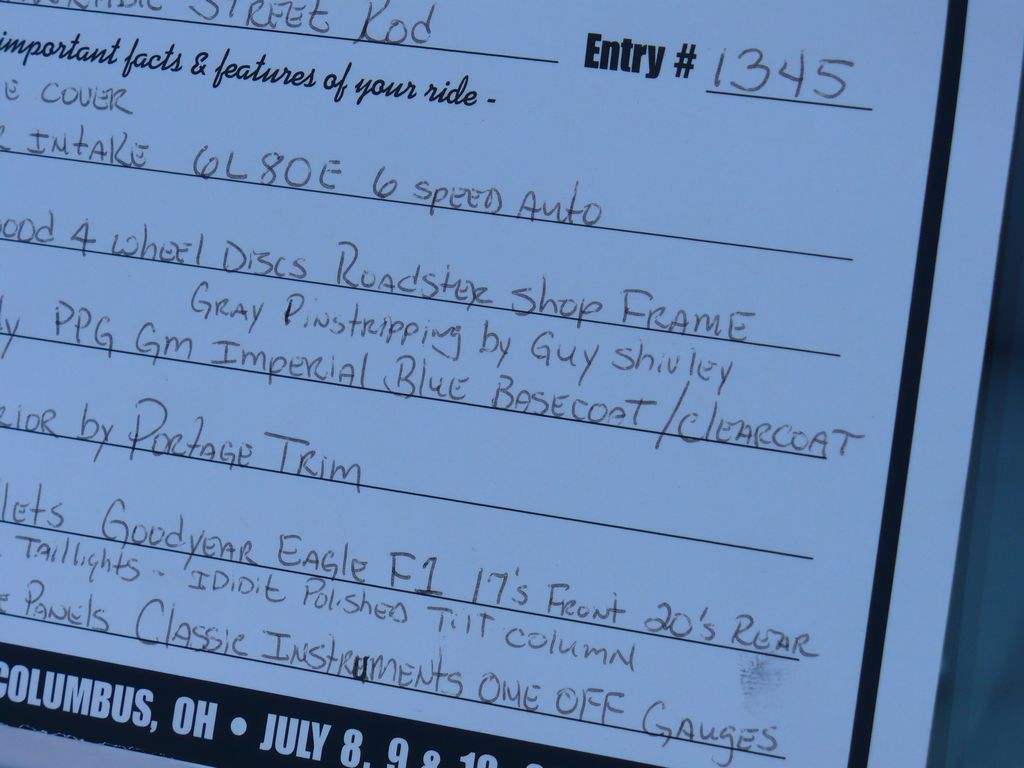 STREET Rod
Entry # 1345
important facts & features of your ride -
COVER
INtAKE 6L80E 6 SPEED Auto
4 wheel Discs Roadster Shop FRAME
GRAY Pinstripping by Guy Shivley
PPG Gm Imperial Blue BASECOAT/CLEARCOAT
by Portage Trim
Goodyear Eagle F1 17's Front 20's Rear
Taillights - IDIDIt Polished Tilt COLUMN
PANELS Classic Instruments ONE OFF GAUGES
COLUMBUS, OH • JULY 8, 9 & 10